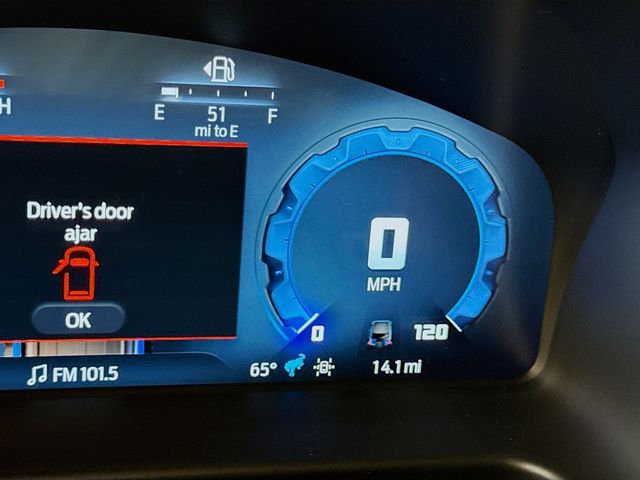 H
E
51
F
mi to E
Driver's door
ajar
OK
0
MPH
0
120
FM 101.5
65°
14.1 mi